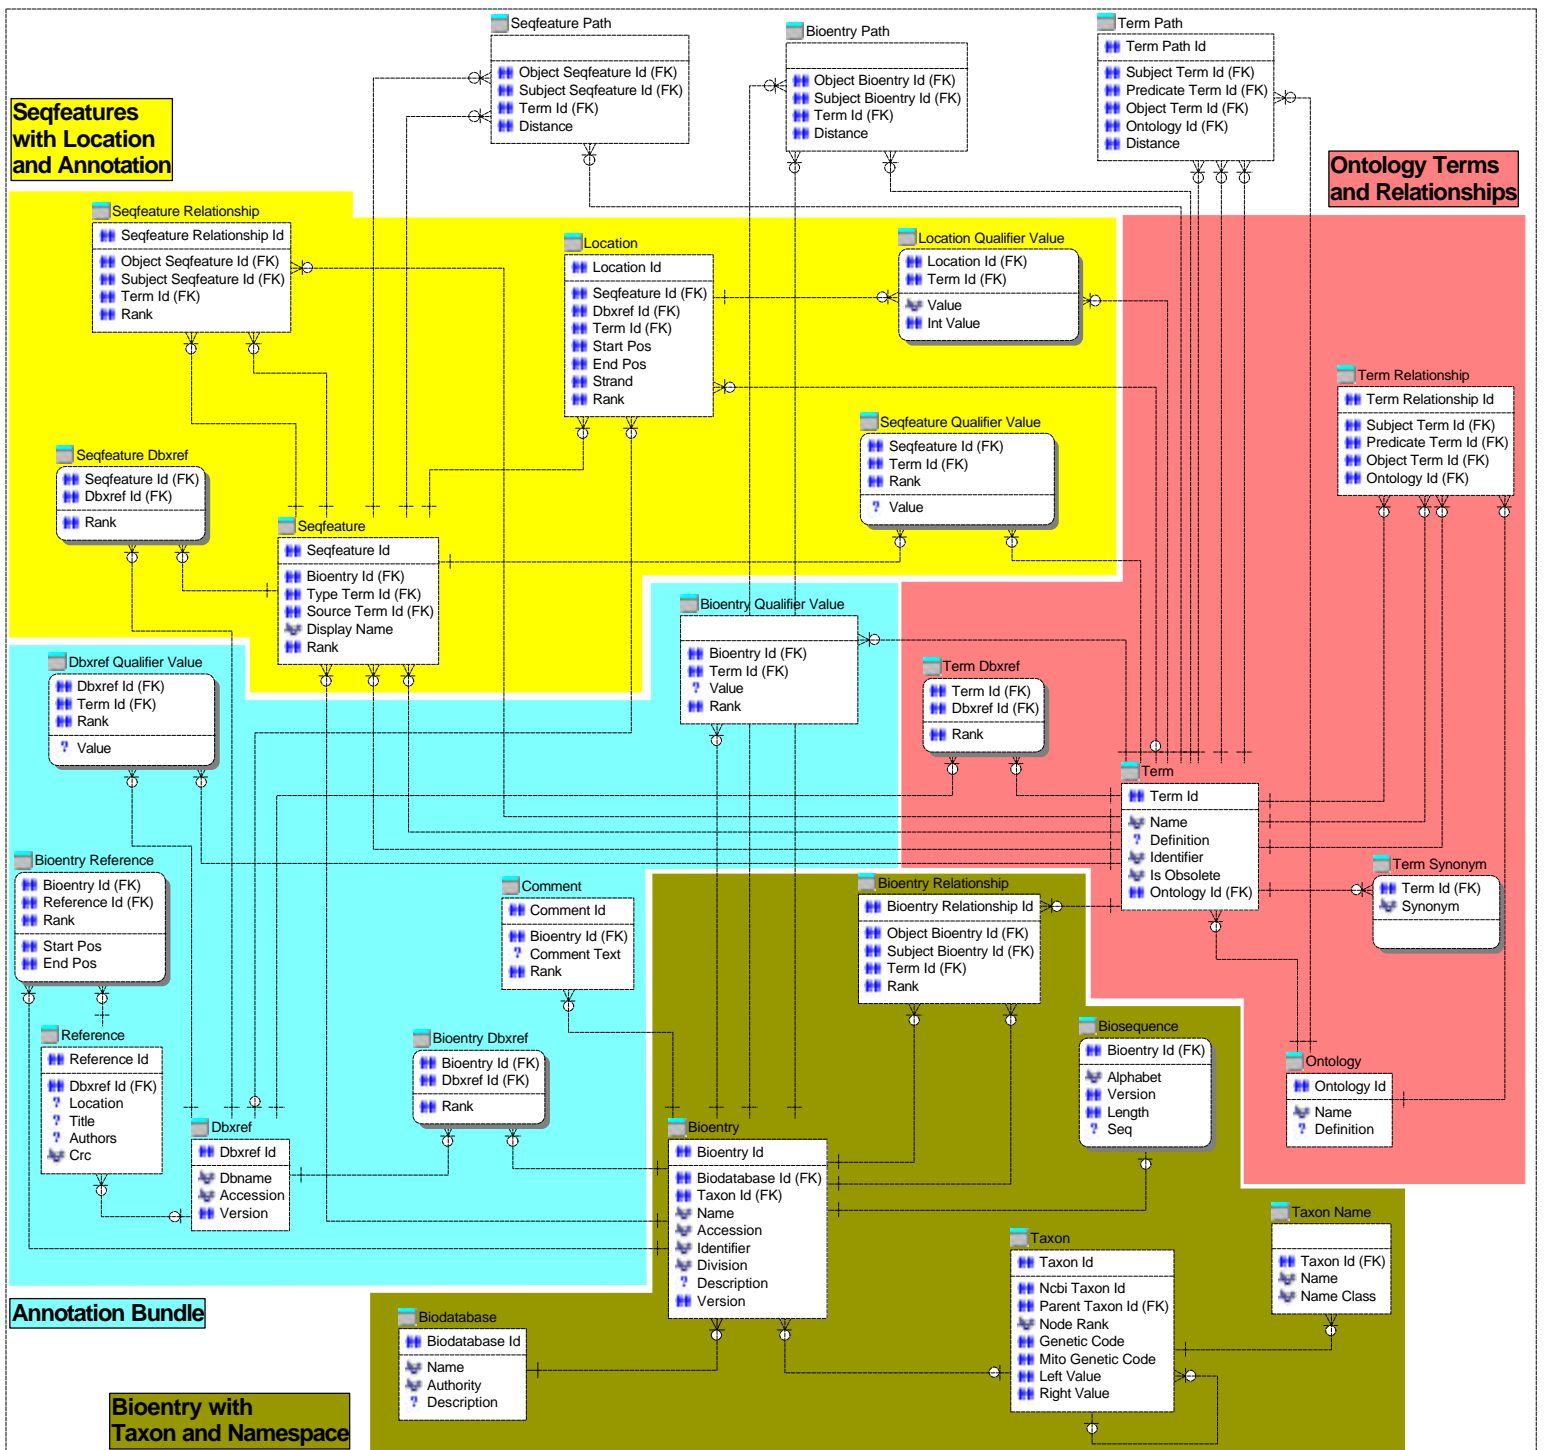 Seqfeature Path
Object Seqfeature Id (FK)
Subject Seqfeature Id (FK)
Term Id (FK)
Distance
Bioentry Path
Object Bioentry Id (FK)
Subject Bioentry Id (FK)
Term Id (FK)
Distance
Term Path
Term Path Id
Subject Term Id (FK)
Predicate Term Id (FK)
Object Term Id (FK)
Ontology Id (FK)
Distance
Seqfeatures
with Location
and Annotation
Ontology Terms
and Relationships
Seqfeature Relationship
Seqfeature Relationship Id
Object Seqfeature Id (FK)
Subject Seqfeature Id (FK)
Term Id (FK)
Rank
Location
Location Id
Seqfeature Id (FK)
Dbxref Id (FK)
Term Id (FK)
Start Pos
End Pos
Strand
Rank
Location Qualifier Value
Location Id (FK)
Term Id (FK)
Value
Int Value
Term Relationship
Term Relationship Id
Subject Term Id (FK)
Predicate Term Id (FK)
Object Term Id (FK)
Ontology Id (FK)
Seqfeature Dbxref
Seqfeature Id (FK)
Dbxref Id (FK)
Rank
Seqfeature Qualifier Value
Seqfeature Id (FK)
Term Id (FK)
Rank
? Value
Seqfeature
Seqfeature Id
Bioentry Id (FK)
Type Term Id (FK)
Source Term Id (FK)
Display Name
Rank
Bioentry Qualifier Value
Bioentry Id (FK)
Term Id (FK)
? Value
Rank
Dbxref Qualifier Value
Dbxref Id (FK)
Term Id (FK)
Rank
? Value
Term Dbxref
Term Id (FK)
Dbxref Id (FK)
Rank
Term
Term Id
Name
? Definition
Identifier
Is Obsolete
Ontology Id (FK)
Term Synonym
Term Id (FK)
Synonym
Bioentry Reference
Bioentry Id (FK)
Reference Id (FK)
Rank
Start Pos
End Pos
Comment
Comment Id
Bioentry Id (FK)
? Comment Text
Rank
Bioentry Relationship
Bioentry Relationship Id
Object Bioentry Id (FK)
Subject Bioentry Id (FK)
Term Id (FK)
Rank
Reference
Reference Id
Dbxref Id (FK)
? Location
? Title
? Authors
Crc
Bioentry Dbxref
Bioentry Id (FK)
Dbxref Id (FK)
Rank
Biosequence
Bioentry Id (FK)
Alphabet
Version
Length
? Seq
Ontology
Ontology Id
Name
? Definition
Dbxref
Dbxref Id
Dbname
Accession
Version
Bioentry
Bioentry Id
Biodatabase Id (FK)
Taxon Id (FK)
Name
Accession
Identifier
Division
? Description
Version
Taxon
Taxon Id
Ncbi Taxon Id
Parent Taxon Id (FK)
Node Rank
Genetic Code
Mito Genetic Code
Left Value
Right Value
Taxon Name
Taxon Id (FK)
Name
Name Class
Annotation Bundle
Biodatabase
Biodatabase Id
Name
Authority
? Description
Bioentry with
Taxon and Namespace